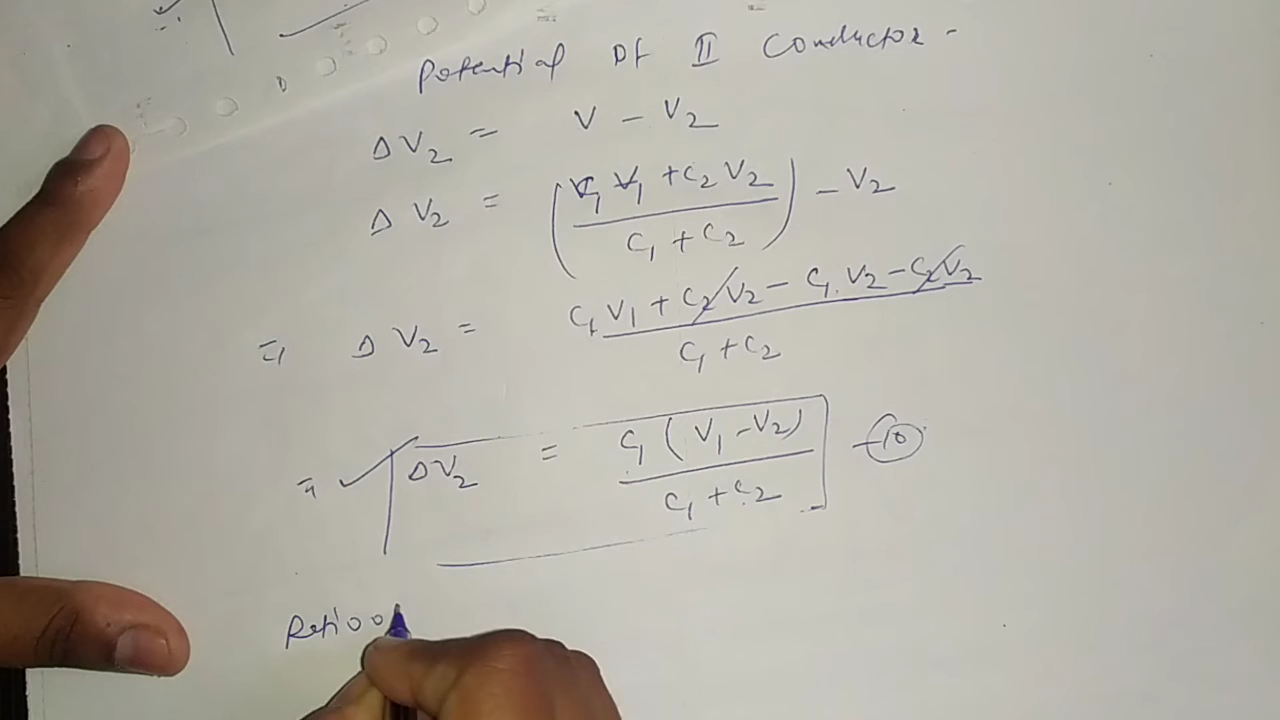 Potential Of II Conductor -
ΔV₂ = V - V₂
ΔV₂ = (C₁V₁ + C₂V₂ / C₁ + C₂) - V₂
⇒ ΔV₂ = C₁V₁ + C₂V₂ - C₁V₂ - C₂V₂ / C₁ + C₂
⇒ ✓ ΔV₂ = C₁(V₁ - V₂) / C₁ + C₂ - (10)
Ratio o